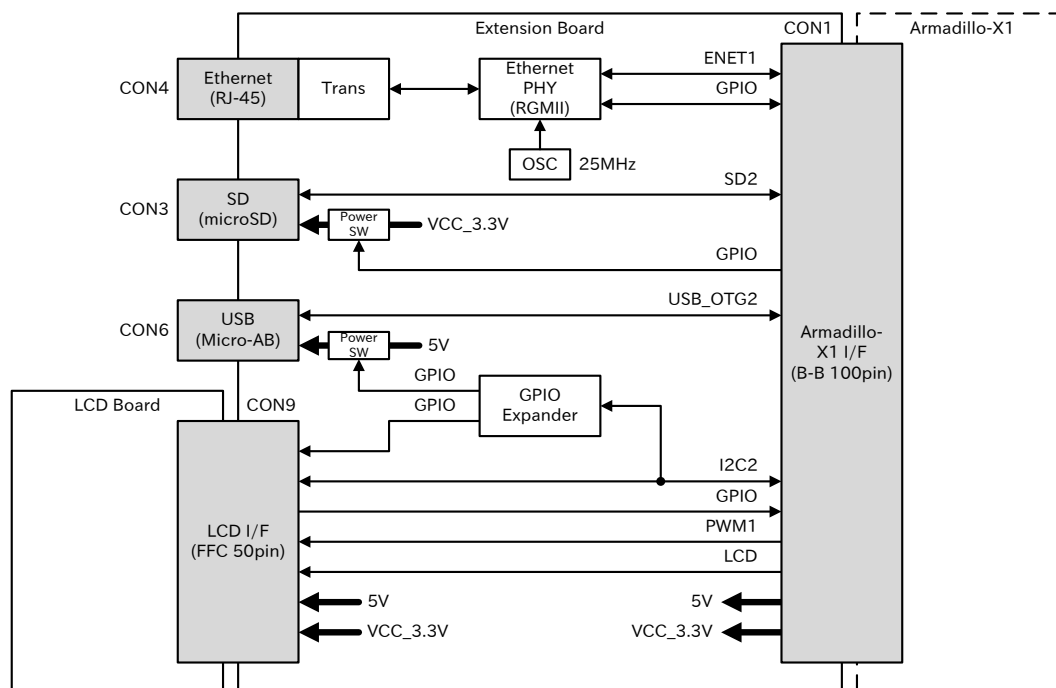 Extension Board
CON1
Armadillo-X1
CON4
Ethernet
(RJ-45)
Trans
Ethernet
PHY
(RGMII)
ENET1
GPIO
OSC
25MHz
CON3
SD
(microSD)
SD2
Power
SW
VCC_3.3V
GPIO
CON6
USB
(Micro-AB)
USB_OTG2
Power
SW
5V
GPIO
GPIO
GPIO
Expander
Armadillo-
X1 I/F
(B-B 100pin)
LCD Board
CON9
LCD I/F
(FFC 50pin)
I2C2
GPIO
PWM1
LCD
5V
VCC_3.3V
5V
VCC_3.3V